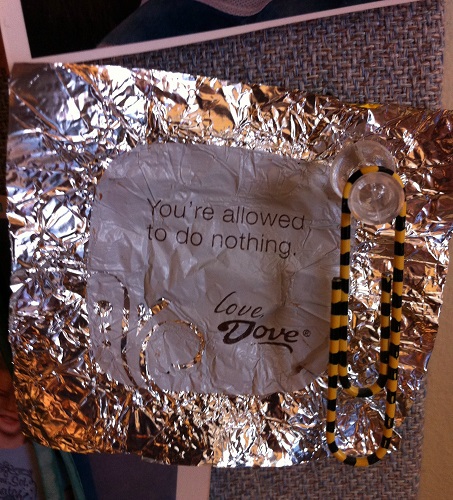 You're allowed
to do nothing.
love,
Dove®